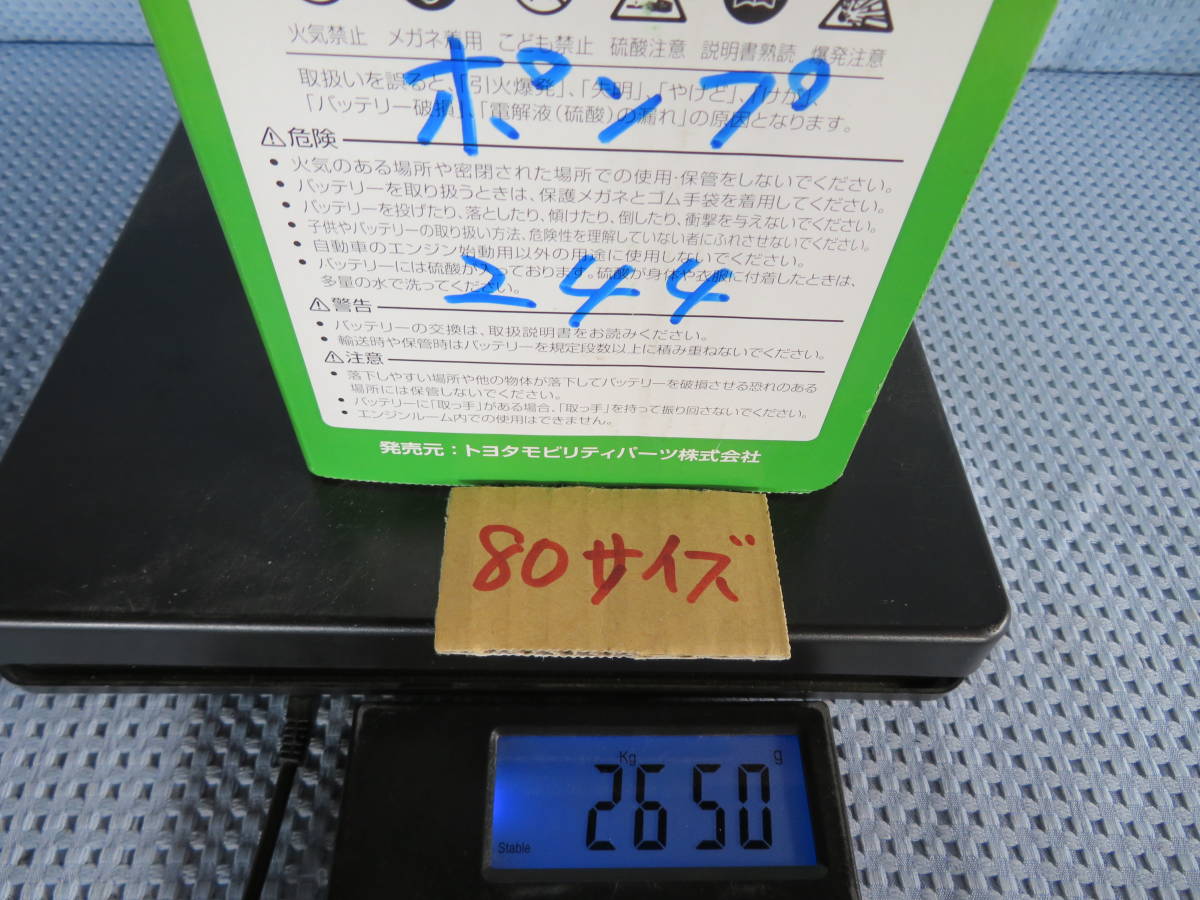 火気禁止 メガネ着用 こども禁止 硫酸注意 説明書熟読 爆発注意
取扱いを誤ると、「引火爆発」、「失明」、「やけど」、「けが」、
「バッテリー破損」、「電解液(硫酸)の漏れ」の原因となります。
ポンプ
⚠危険
• 火気のある場所や密閉された場所での使用・保管をしないでください。
• バッテリーを取り扱うときは、保護メガネとゴム手袋を着用してください。
• バッテリーを投げたり、落としたり、傾けたり、倒したり、衝撃を与えないでください。
• 子供やバッテリーの取り扱い方法、危険性を理解していない者にふれさせないでください。
• 自動車のエンジン始動用以外の用途に使用しないでください。
• バッテリーには硫酸が入っております。硫酸が身体や衣服に付着したときは、
多量の水で洗ってください。
244
⚠警告
• バッテリーの交換は、取扱説明書をお読みください。
• 輸送時や保管時はバッテリーを規定段数以上に積み重ねないでください。
⚠注意
• 落下しやすい場所や他の物体が落下してバッテリーを破損させる恐れのある
場所には保管しないでください。
• バッテリーに「取っ手」がある場合、「取っ手」を持って振り回さないでください。
• エンジンルーム内での使用はできません。
発売元:トヨタモビリティパーツ株式会社
80サイズ
Kg g
2650
Stable